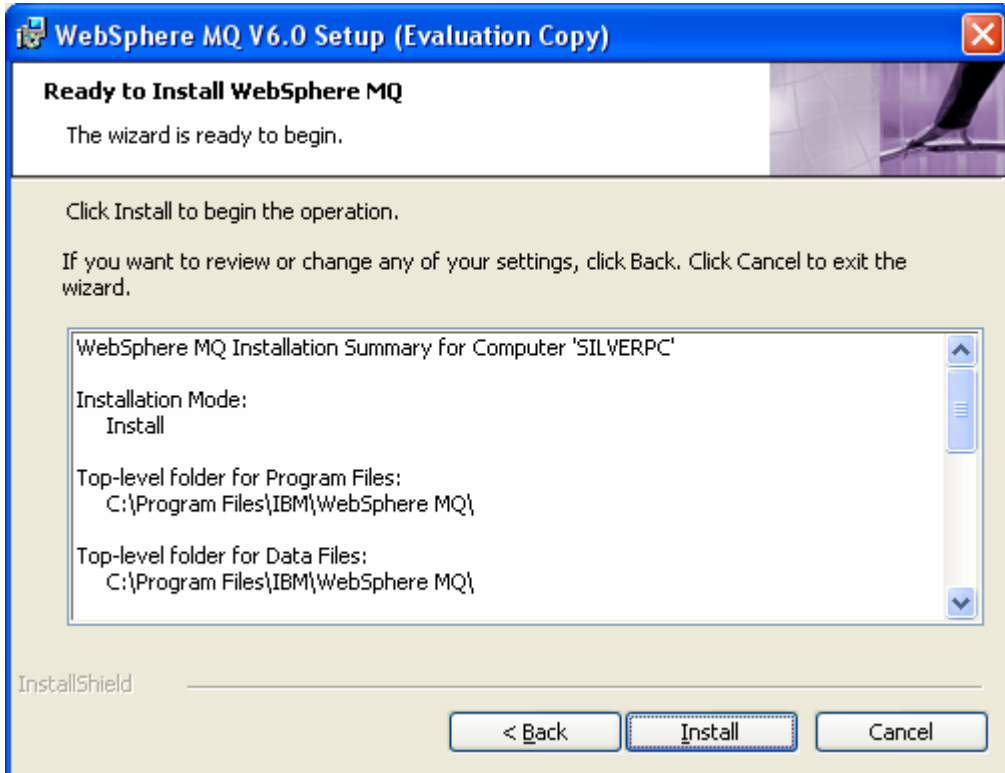 WebSphere MQ V6.0 Setup (Evaluation Copy)
Ready to Install WebSphere MQ
The wizard is ready to begin.
Click Install to begin the operation.
If you want to review or change any of your settings, click Back. Click Cancel to exit the
wizard.
WebSphere MQ Installation Summary for Computer 'SILVERPC'
Installation Mode:
Install
Top-level folder for Program Files:
C:\Program Files\IBM\WebSphere MQ\
Top-level folder for Data Files:
C:\Program Files\IBM\WebSphere MQ\
InstallShield
< Back
Install
Cancel